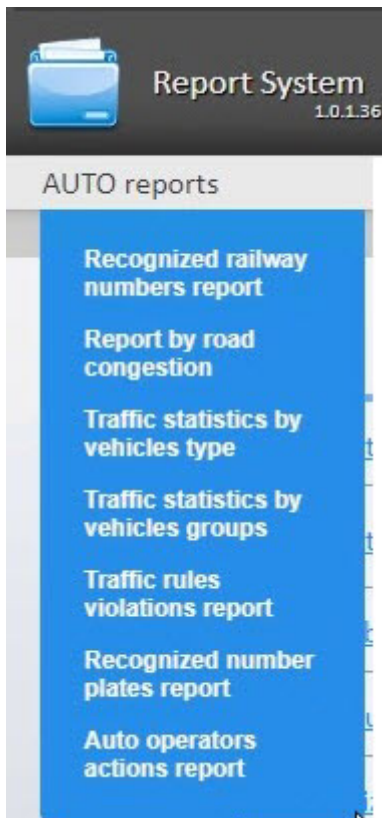 Report System
1.0.1.36
AUTO reports
Recognized railway
numbers report
Report by road
congestion
Traffic statistics by
vehicles type
Traffic statistics by
vehicles groups
Traffic rules
violations report
Recognized number
plates report
Auto operators
actions report